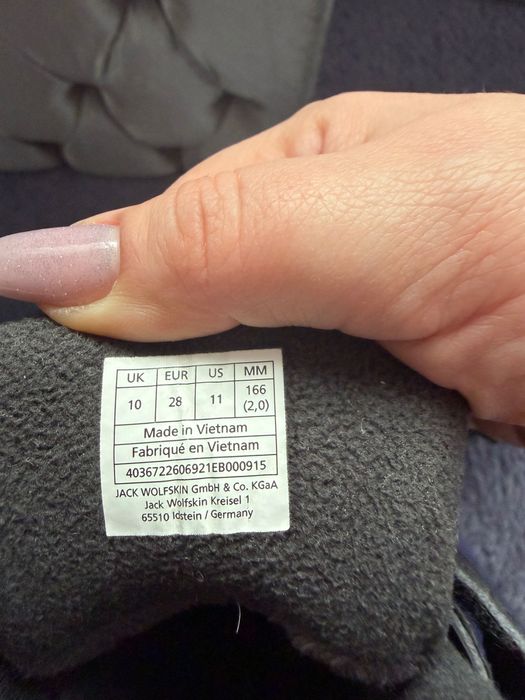 UK EUR US MM
10 28 11 166 (2,0)
Made in Vietnam
Fabriqué en Vietnam
4036722606921EB000915
JACK WOLFSKIN GmbH & Co. KGaA
Jack Wolfskin Kreisel 1
65510 Idstein / Germany